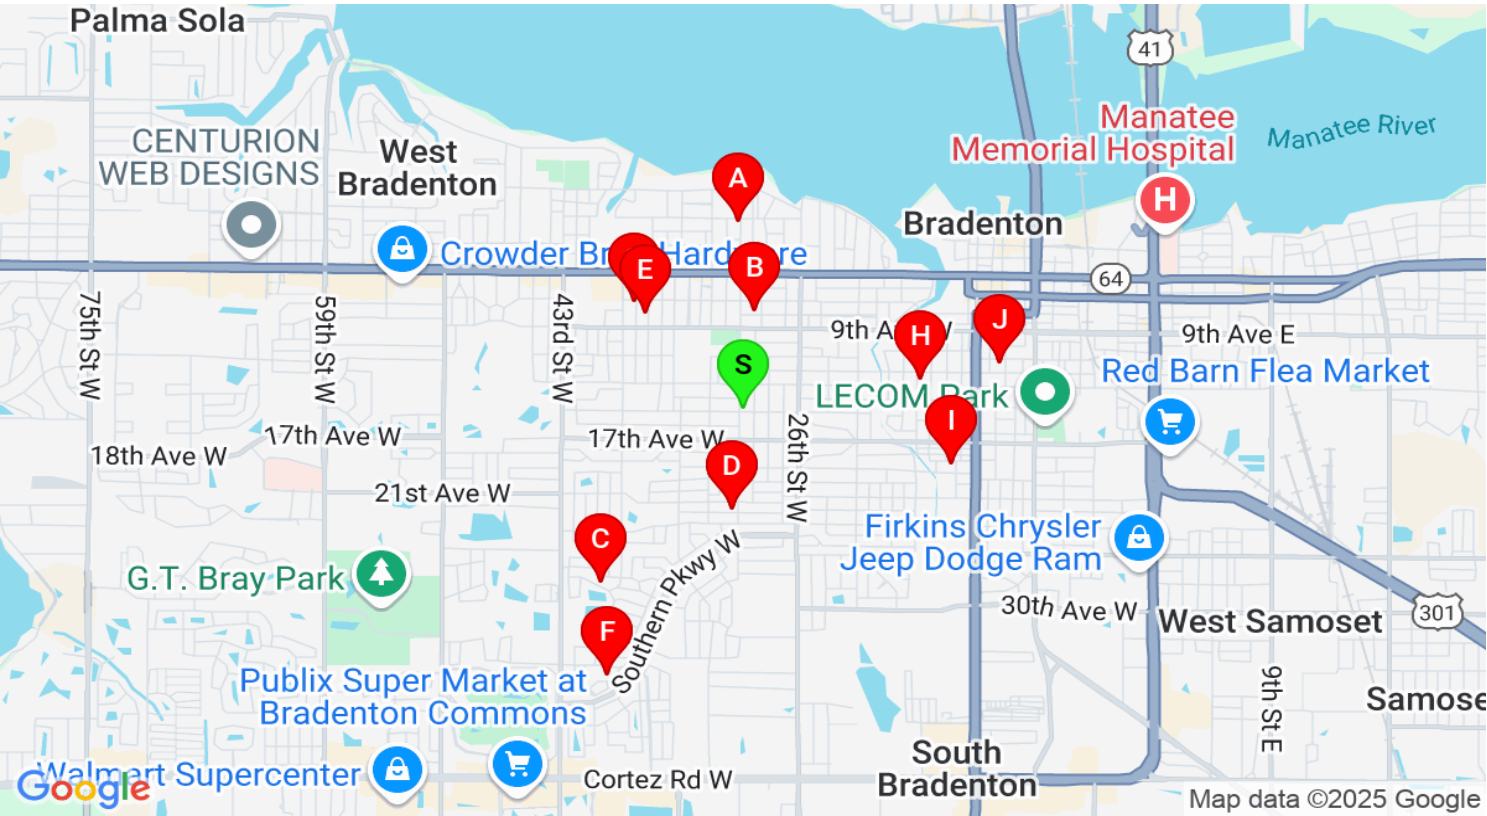 Palma Sola
41
Manatee
Memorial Hospital
Manatee River
H
CENTURION
WEB DESIGNS
West
Bradenton
A
Bradenton
Crowder Br Hardware
E
B
64
75th St W
59th St W
43rd St W
9th Ave W
H
J
9th Ave E
S
LECOM Park
Red Barn Flea Market
I
17th Ave W
17th Ave W
18th Ave W
26th St W
D
21st Ave W
C
Firkins Chrysler
Jeep Dodge Ram
G.T. Bray Park
Southern Pkwy W
30th Ave W
West Samoset
301
F
Publix Super Market at
Bradenton Commons
9th St E
Samose
South
Bradenton
Walmart Supercenter
Cortez Rd W
Google
Map data ©2025 Google